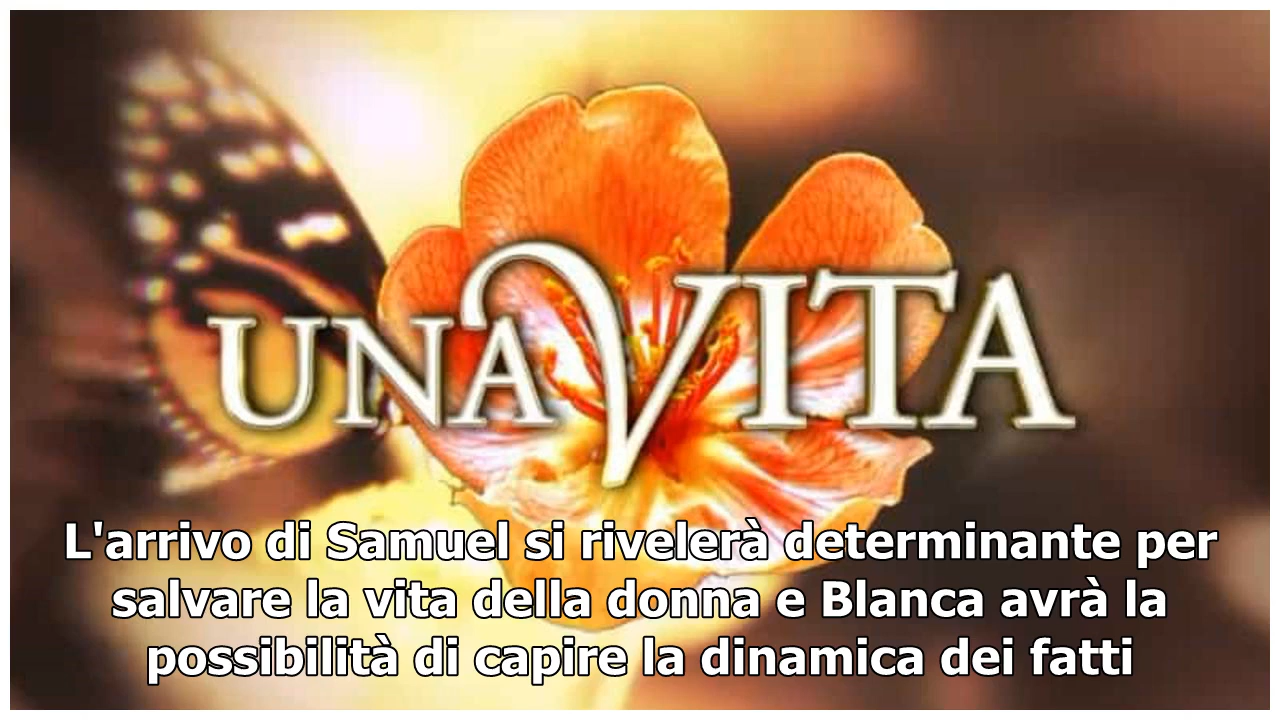 UNA VITA
L'arrivo di Samuel si rivelerà determinante per
salvare la vita della donna e Blanca avrà la
possibilità di capire la dinamica dei fatti